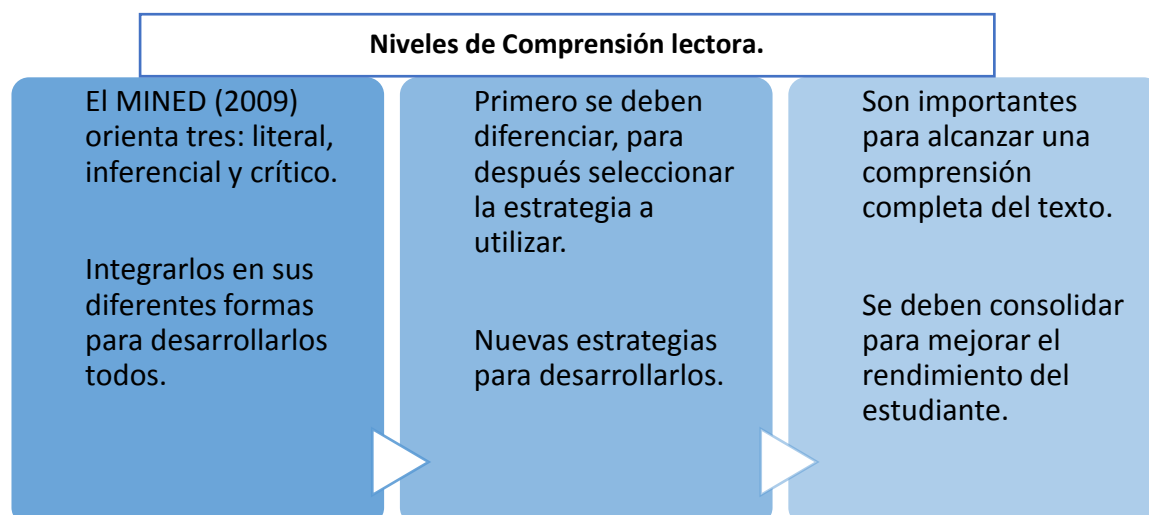 Niveles de Comprensión lectora.
El MINED (2009)
orienta tres: literal,
inferencial y crítico.
Integrarlos en sus
diferentes formas
para desarrollarlos
todos.
Primero se deben
diferenciar, para
después seleccionar
la estrategia a
utilizar.
Nuevas estrategias
para desarrollarlos.
Son importantes
para alcanzar una
comprensión
completa del texto.
Se deben consolidar
para mejorar el
rendimiento del
estudiante.